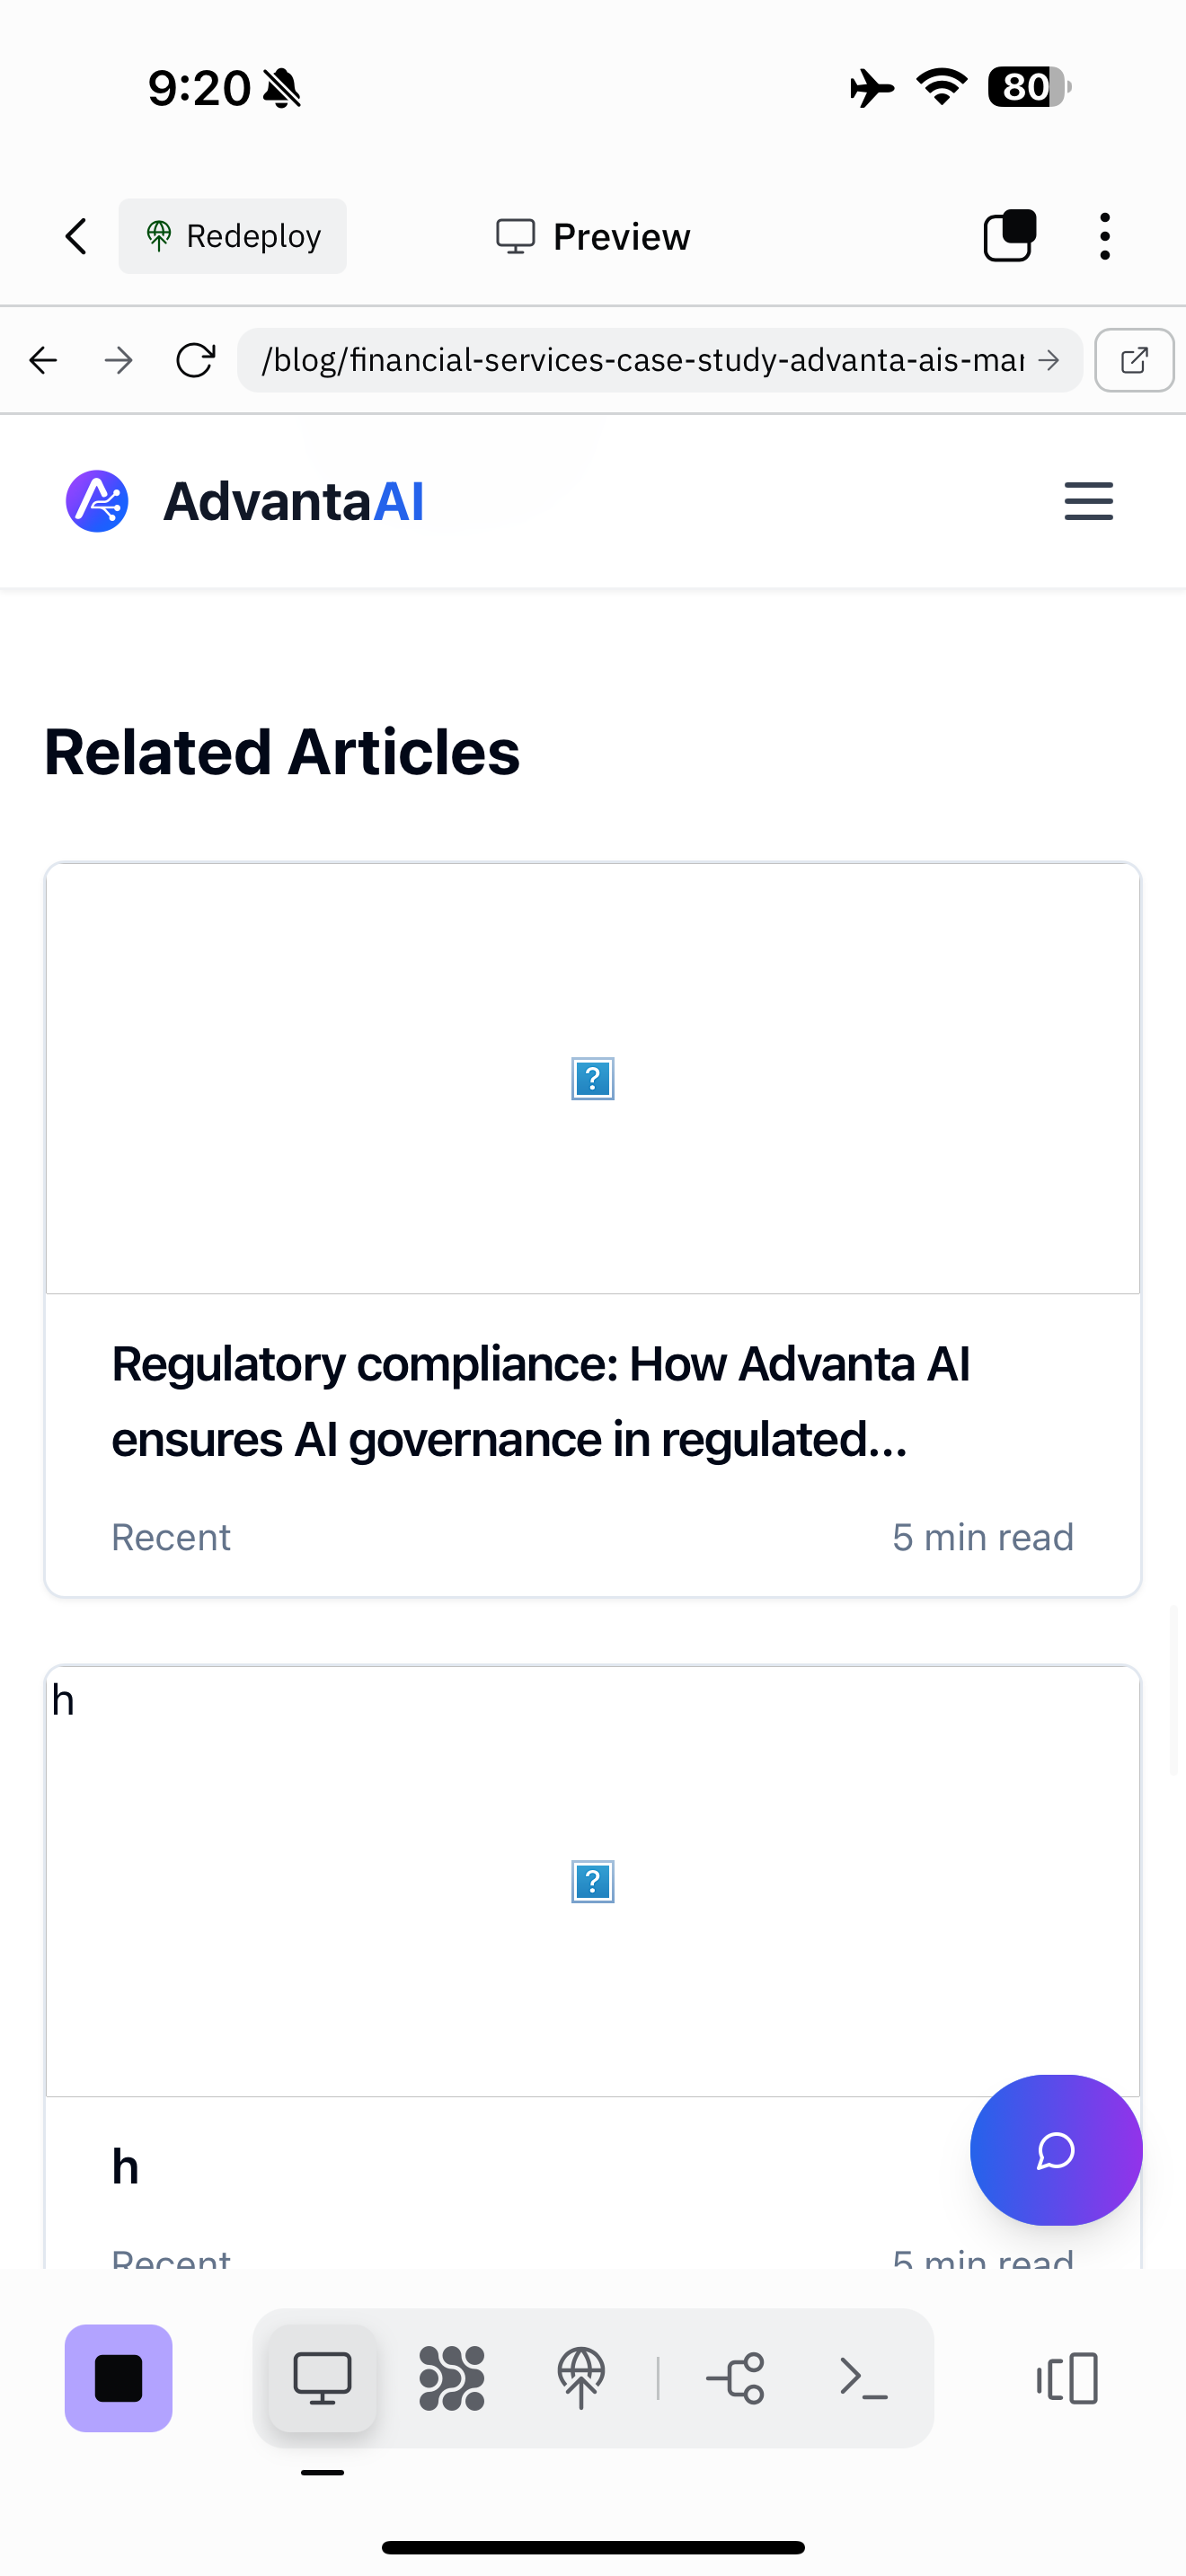 9:20
80
Redeploy
Preview
/blog/financial-services-case-study-advanta-ais-mar
AdvantaAI
Related Articles
?
Regulatory compliance: How Advanta AI
ensures AI governance in regulated...
Recent
5 min read
h
?
h
Recent
5 min read